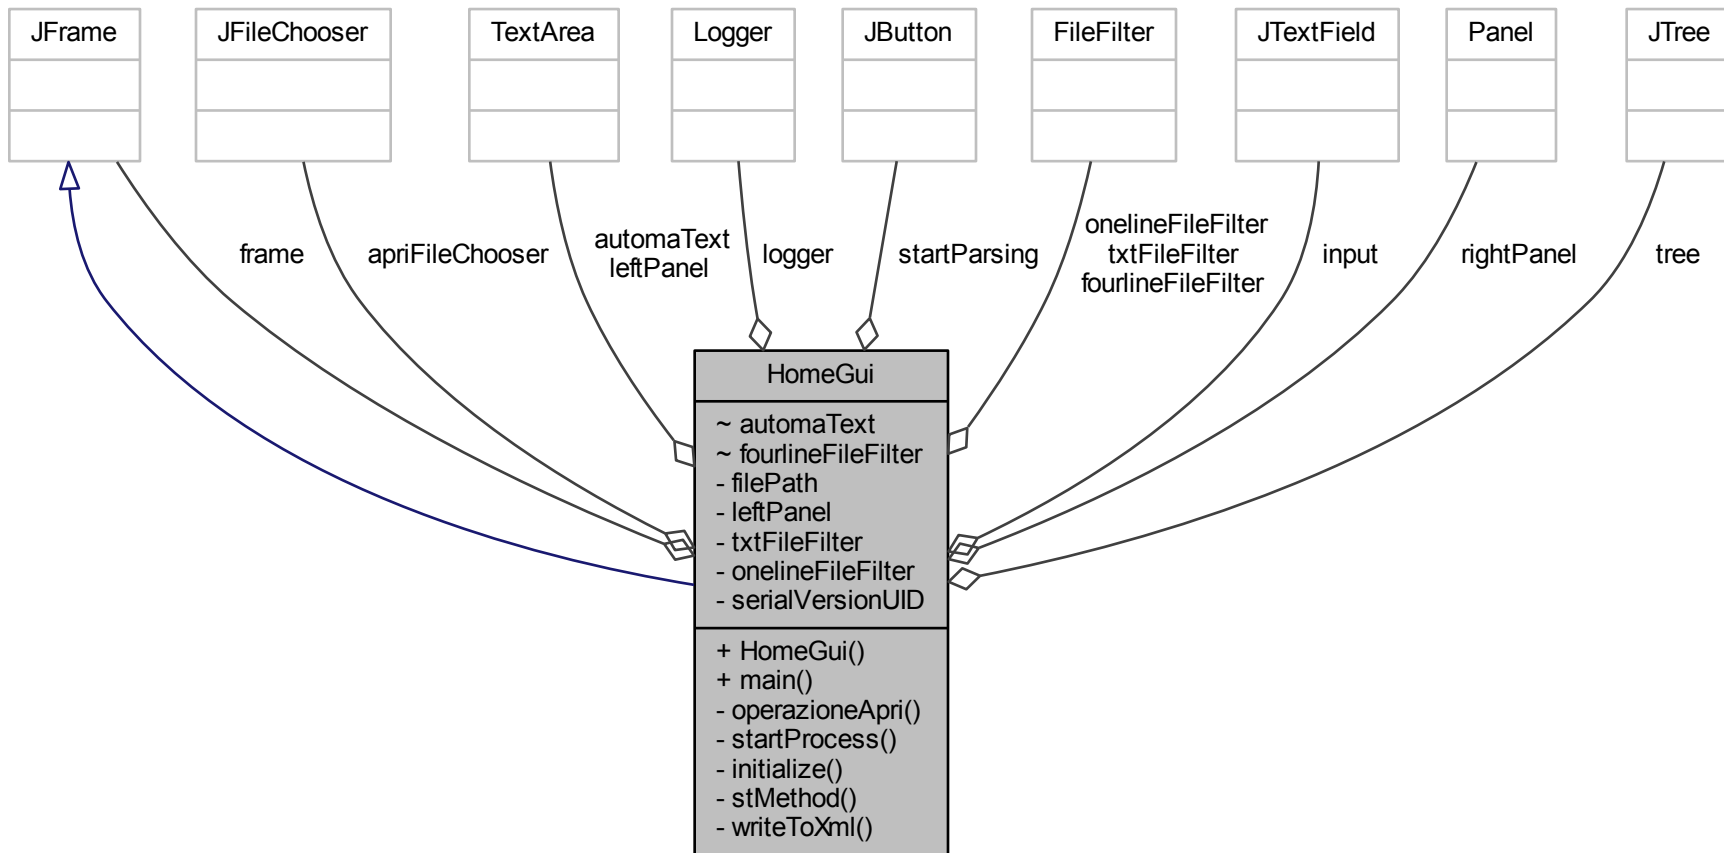 JFrame
JFileChooser
TextArea
Logger
JButton
FileFilter
JTextField
Panel
JTree
frame
apriFileChooser
automaText
leftPanel
logger
startParsing
onelineFileFilter
txtFileFilter
fourlineFileFilter
input
rightPanel
tree
HomeGui
~ automaText
~ fourlineFileFilter
- filePath
- leftPanel
- txtFileFilter
- onelineFileFilter
- serialVersionUID
+ HomeGui()
+ main()
- operazioneApri()
- startProcess()
- initialize()
- stMethod()
- writeToXml()